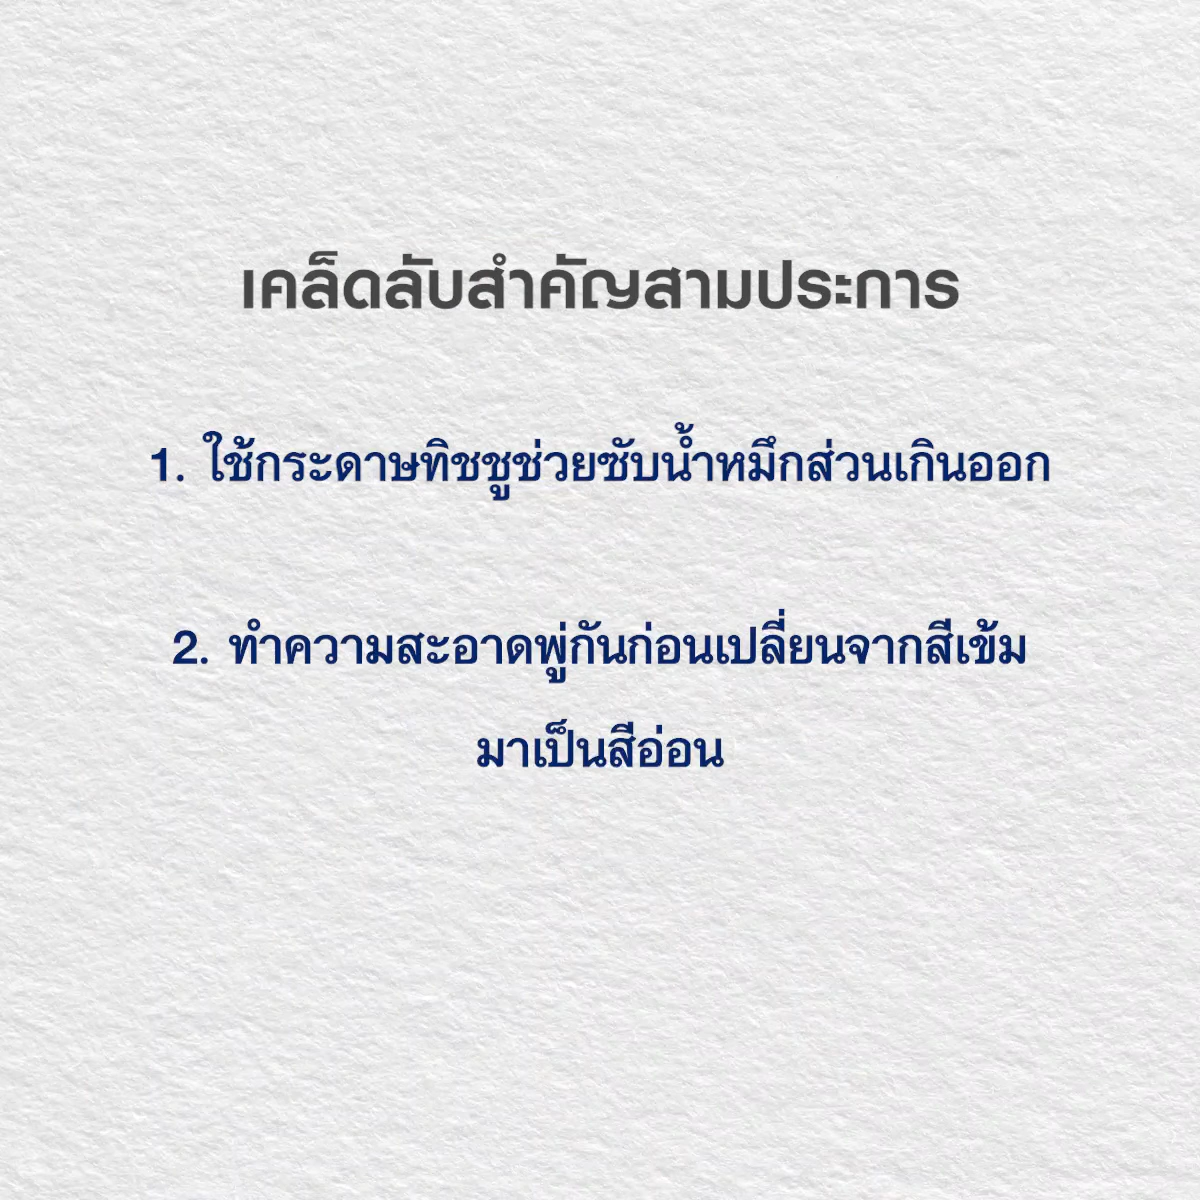 เคล็ดลับสำคัญสามประการ
1. ใช้กระดาษทิชชูช่วยซับน้ำหมึกส่วนเกินออก
2. ทำความสะอาดพู่กันก่อนเปลี่ยนจากสีเข้ม
มาเป็นสีอ่อน